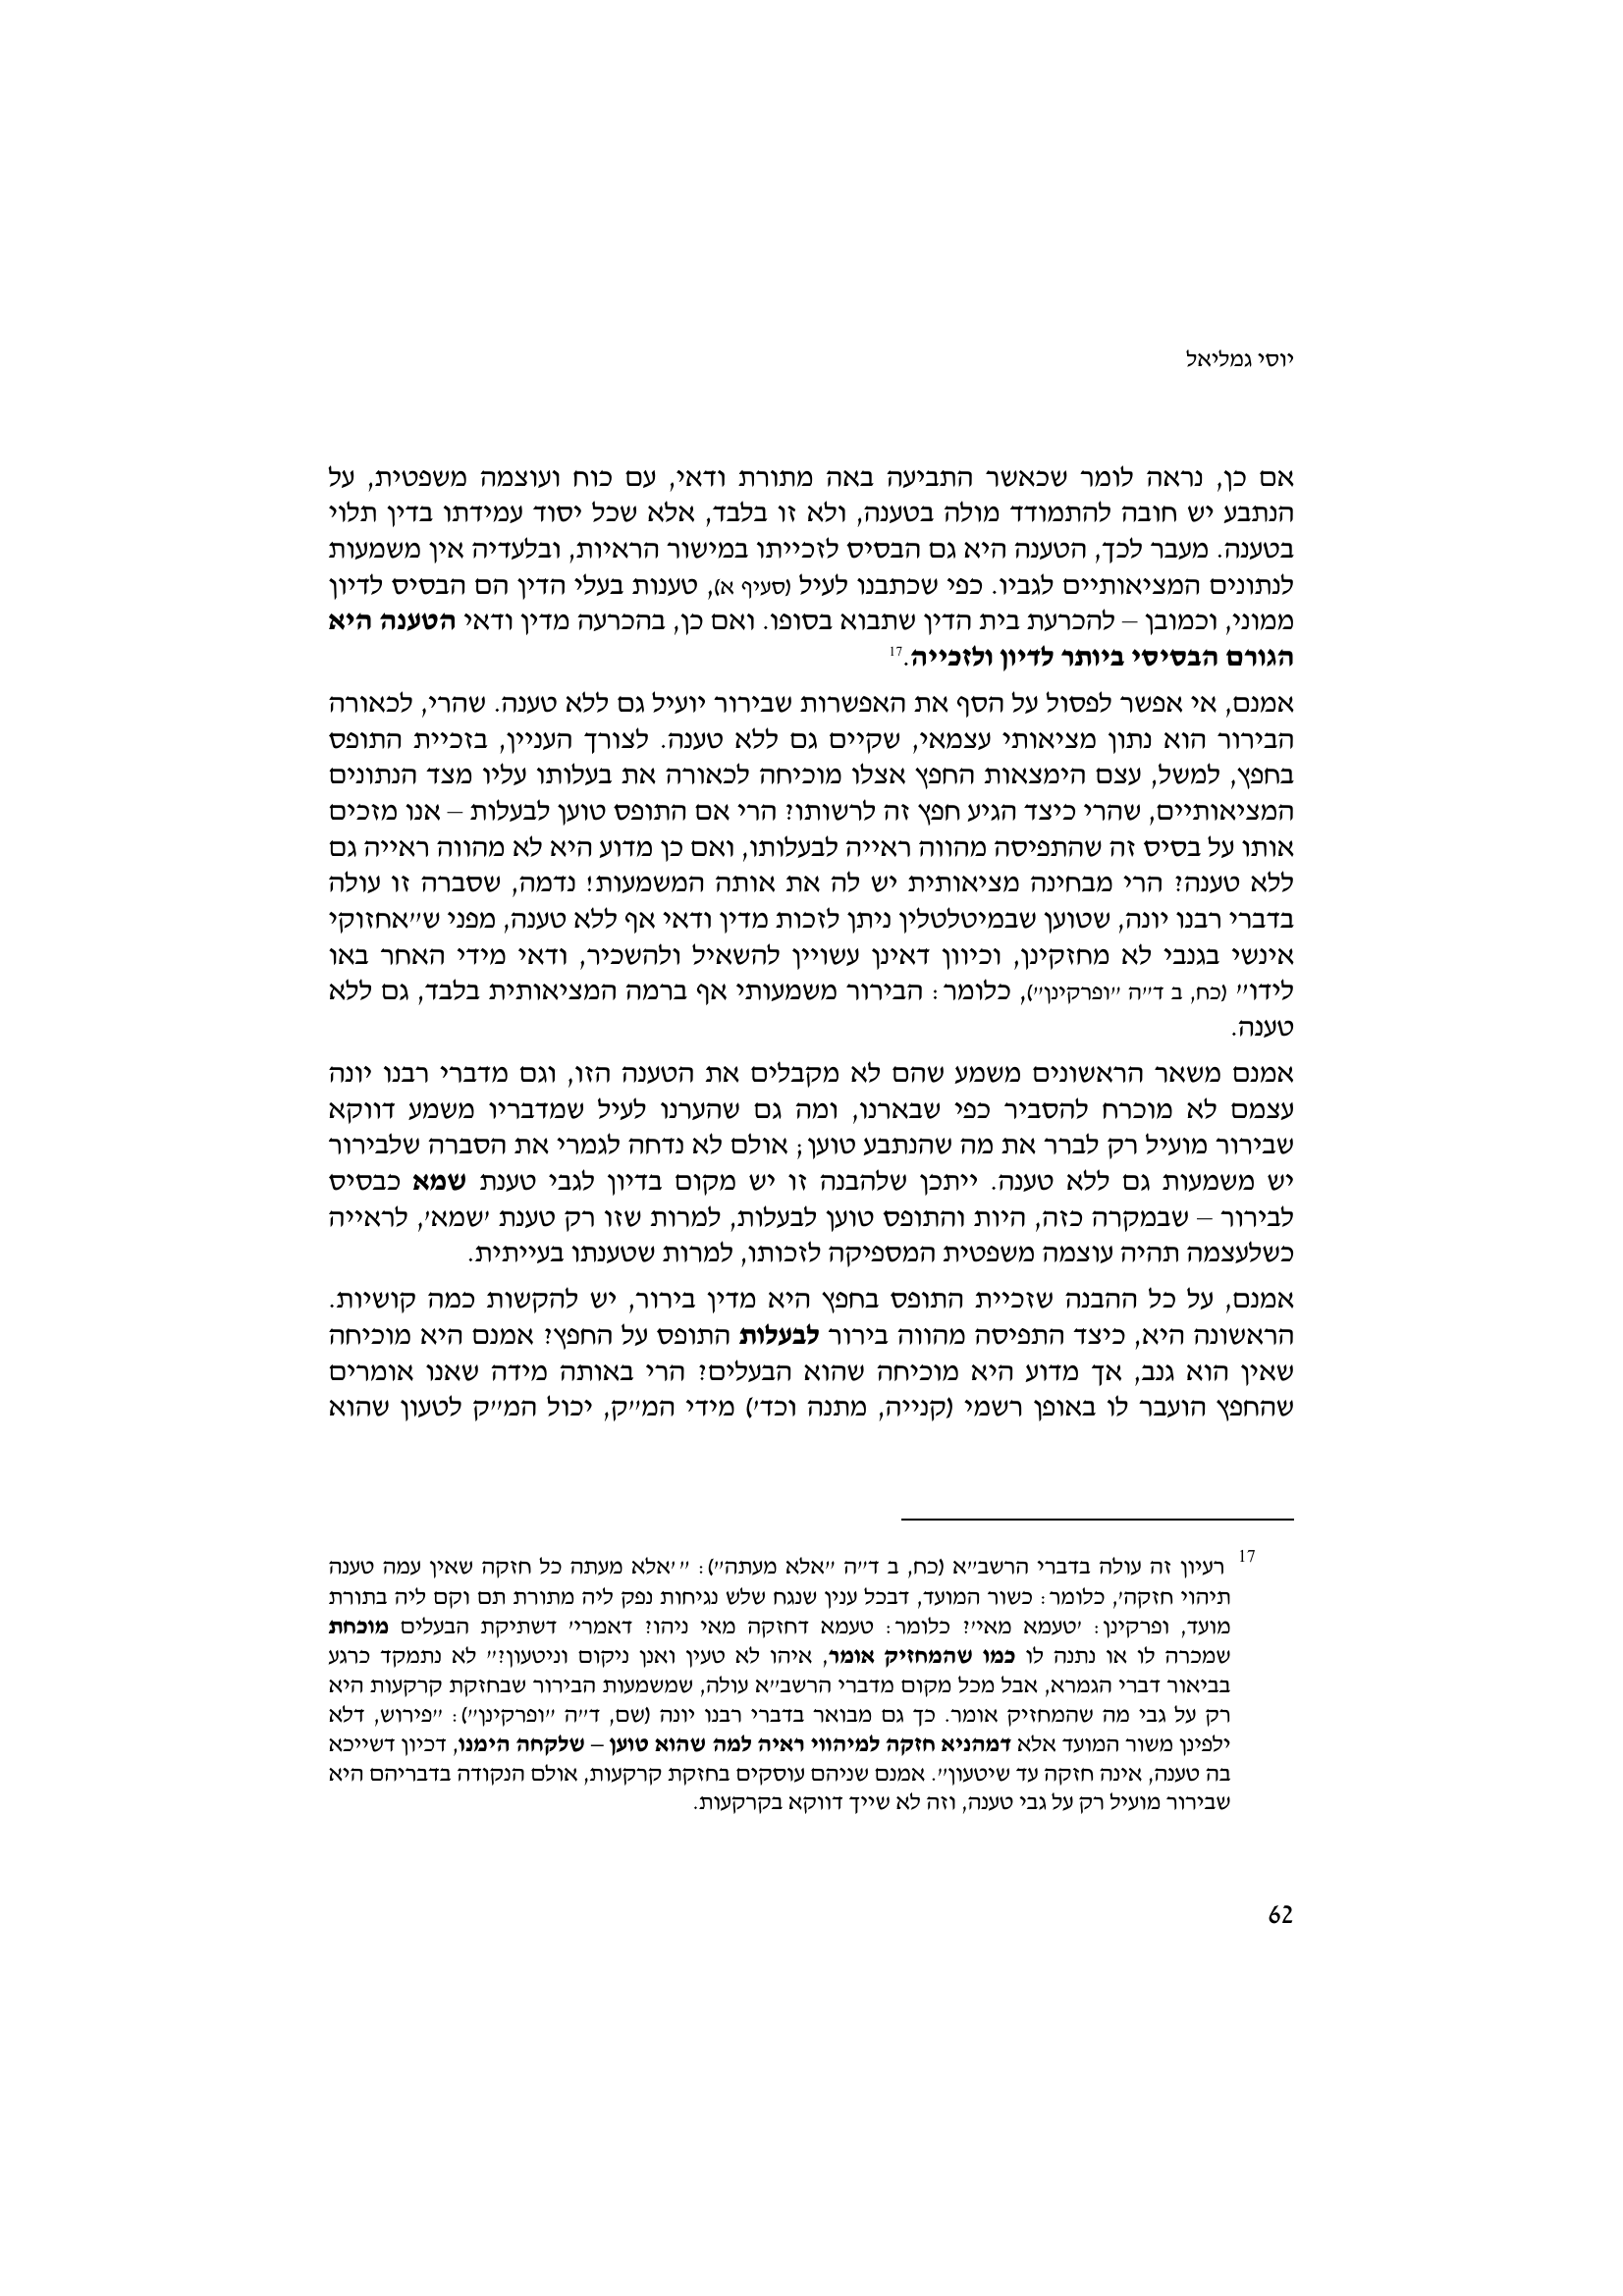 יוסי גמליאל
אם כן, נראה לומר שכאשר התביעה באה מתורת ודאי, עם כוח ועוצמה משפטית, על
הנתבע יש חובה להתמודד מולה בטענה, ולא זו בלבד, אלא שכל יסוד עמידתו בדין תלוי
בטענה. מעבר לכך, הטענה היא גם הבסיס לזכייתו במישור הראיות, ובלעדיה אין משמעות
לנתונים המציאותיים לגביו. כפי שכתבנו לעיל (סעיף א), טענות בעלי הדין הם הבסיס לדיון
ממוני, וכמובן – להכרעת בית הדין שתבוא בסופו. ואם כן, בהכרעה מדין ודאי הטענה היא
הגורם הבסיסי ביותר לדיון ולזכייה.17
אמנם, אי אפשר לפסול על הסף את האפשרות שבירור יועיל גם ללא טענה. שהרי, לכאורה
הבירור הוא נתון מציאותי עצמאי, שקיים גם ללא טענה. לצורך העניין, בזכיית התופס
בחפץ, למשל, עצם הימצאות החפץ אצלו מוכיחה לכאורה את בעלותו עליו מצד הנתונים
המציאותיים, שהרי כיצד הגיע חפץ זה לרשותו? הרי אם התופס טוען לבעלות – אנו מזכים
אותו על בסיס זה שהתפיסה מהווה ראייה לבעלותו, ואם כן מדוע היא לא מהווה ראייה גם
ללא טענה? הרי מבחינה מציאותית יש לה את אותה המשמעות! נדמה, שסברה זו עולה
בדברי רבנו יונה, שטוען שבמיטלטלין ניתן לזכות מדין ודאי אף ללא טענה, מפני ש״אחזוקי
אינשי בגנבי לא מחזקינן, וכיוון דאינן עשויין להשאיל ולהשכיר, ודאי מידי האחר באו
לידו״ (כח, ב ד״ה ״ופרקינן״), כלומר: הבירור משמעותי אף ברמה המציאותית בלבד, גם ללא
טענה.
אמנם משאר הראשונים משמע שהם לא מקבלים את הטענה הזו, וגם מדברי רבנו יונה
עצמם לא מוכרח להסביר כפי שבארנו, ומה גם שהערנו לעיל שמדבריו משמע דווקא
שבירור מועיל רק לברר את מה שהנתבע טוען; אולם לא נדחה לגמרי את הסברה שלבירור
יש משמעות גם ללא טענה. ייתכן שלהבנה זו יש מקום בדיון לגבי טענת שמא כבסיס
לבירור – שבמקרה כזה, היות והתופס טוען לבעלות, למרות שזו רק טענת ׳שמא׳, לראייה
כשלעצמה תהיה עוצמה משפטית המספיקה לזכותו, למרות שטענתו בעייתית.
אמנם, על כל ההבנה שזכיית התופס בחפץ היא מדין בירור, יש להקשות כמה קושיות.
הראשונה היא, כיצד התפיסה מהווה בירור לבעלות התופס על החפץ? אמנם היא מוכיחה
שאין הוא גנב, אך מדוע היא מוכיחה שהוא הבעלים? הרי באותה מידה שאנו אומרים
שהחפץ הועבר לו באופן רשמי (קנייה, מתנה וכד׳) מידי המ״ק, יכול המ״ק לטעון שהוא
17 רעיון זה עולה בדברי הרשב״א (כח, ב ד״ה ״אלא מעתה״): ״׳אלא מעתה כל חזקה שאין עמה טענה
תיהוי חזקה׳, כלומר: כשור המועד, דבכל ענין שנגח שלש נגיחות נפק ליה מתורת תם וקם ליה בתורת
מועד, ופרקינן: ׳טעמא מאי׳? כלומר: טעמא דחזקה מאי ניהו? דאמרי׳ דשתיקת הבעלים מוכחת
שמכרה לו או נתנה לו כמו שהמחזיק אומר, איהו לא טעין ואנן ניקום וניטעון?״ לא נתמקד כרגע
בביאור דברי הגמרא, אבל מכל מקום מדברי הרשב״א עולה, שמשמעות הבירור שבחזקת קרקעות היא
רק על גבי מה שהמחזיק אומר. כך גם מבואר בדברי רבנו יונה (שם, ד״ה ״ופרקינן״): ״פירוש, דלא
ילפינן משור המועד אלא דמהניא חזקה למיהווי ראיה למה שהוא טוען – שלקחה הימנו, דכיון דשייכא
בה טענה, אינה חזקה עד שיטעון״. אמנם שניהם עוסקים בחזקת קרקעות, אולם הנקודה בדבריהם היא
שבירור מועיל רק על גבי טענה, וזה לא שייך דווקא בקרקעות.
62